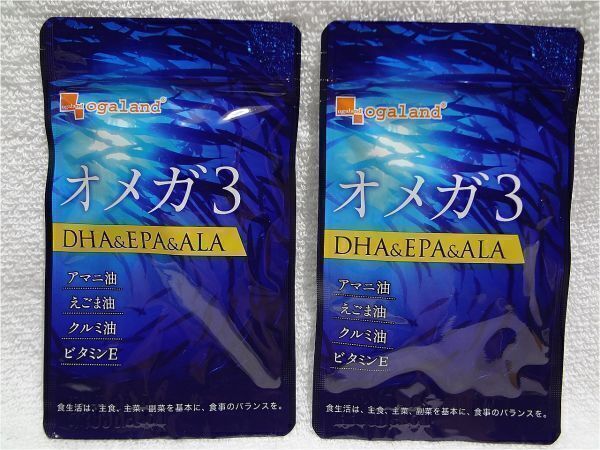 ogaland ogaland®
オメガ3
DHA&EPA&ALA
アマニ油
えごま油
クルミ油
ビタミンE
食生活は、主食、主菜、副菜を基本に、食事のバランスを。
ogaland ogaland®
オメガ3
DHA&EPA&ALA
アマニ油
えごま油
クルミ油
ビタミンE
食生活は、主食、主菜、副菜を基本に、食事のバランスを。